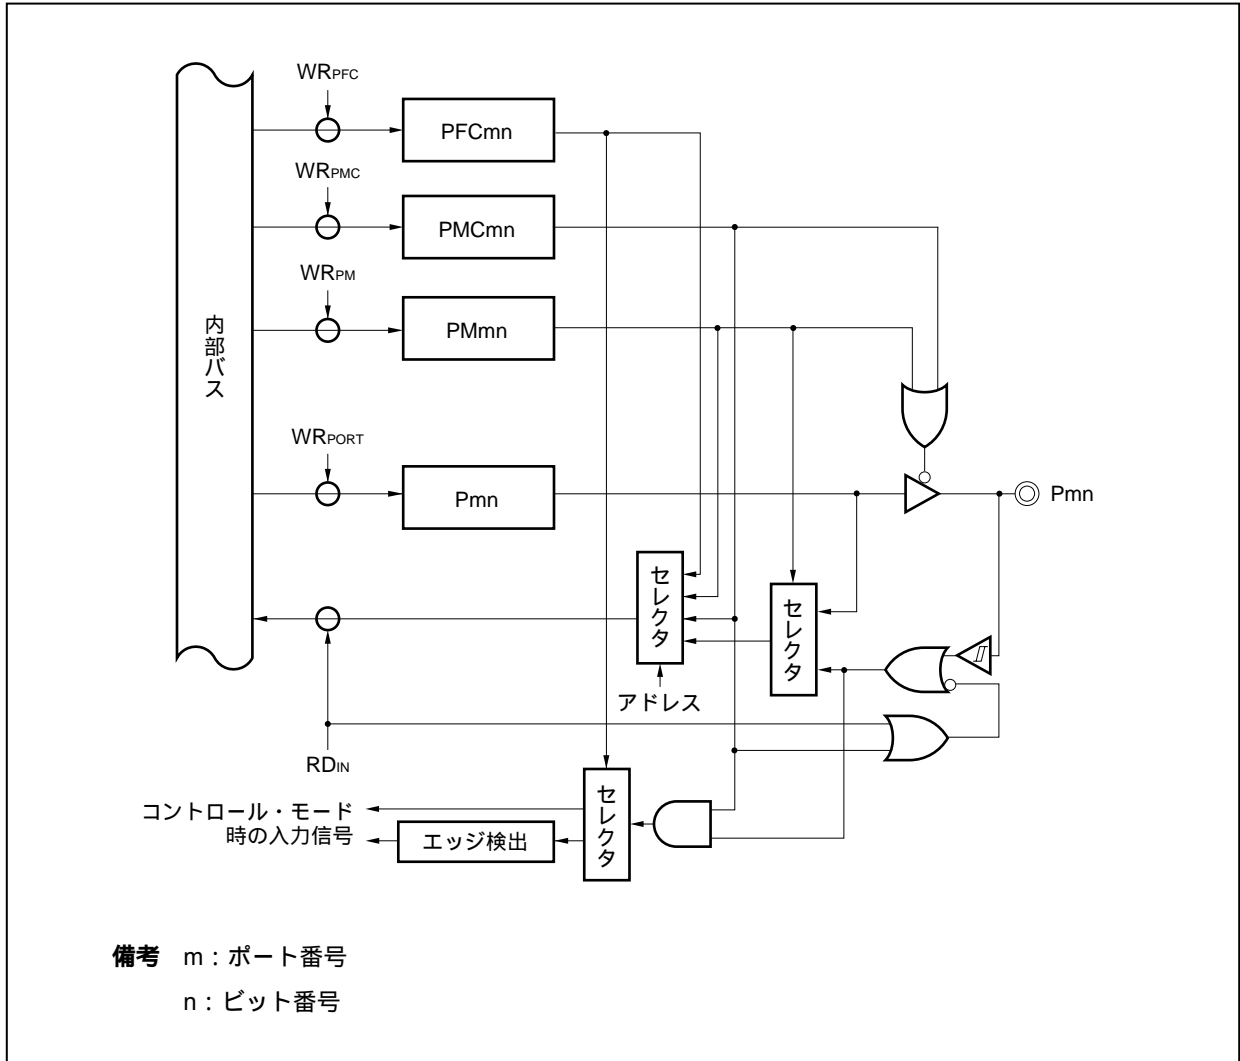 WRPFC
PFCmn
WRPMC
PMCmn
WRPM
PMmn
内部バス
WRPORT
Pmn
Pmn
セレクタ
セレクタ
アドレス
RDIN
セレクタ
コントロール・モード
時の入力信号
エッジ検出
備考 m：ポート番号
n：ビット番号